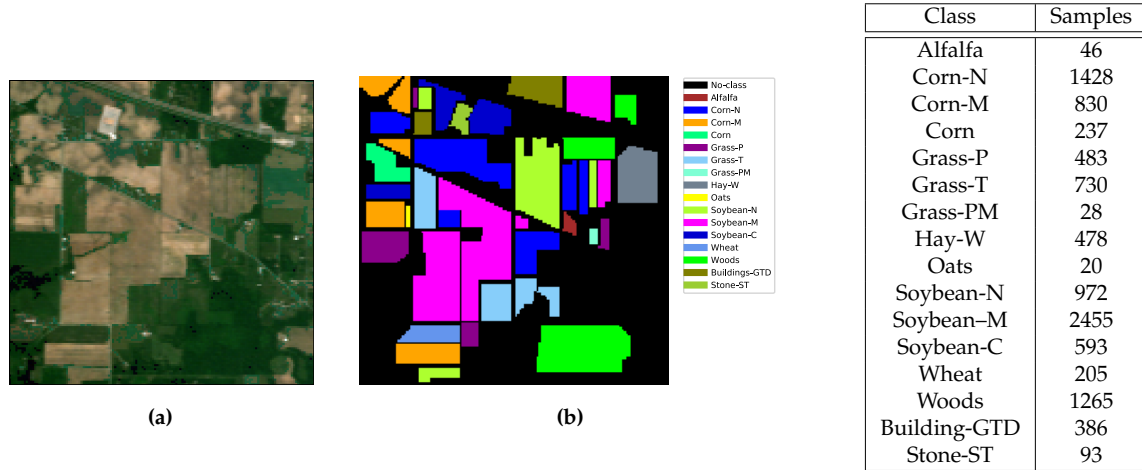 (a)
(b)
No-class
Alfalfa
Corn-N
Corn-M
Corn
Grass-P
Grass-T
Grass-PM
Hay-W
Oats
Soybean-N
Soybean-M
Soybean-C
Wheat
Woods
Buildings-GTD
Stone-ST
Class Samples
Alfalfa 46
Corn-N 1428
Corn-M 830
Corn 237
Grass-P 483
Grass-T 730
Grass-PM 28
Hay-W 478
Oats 20
Soybean-N 972
Soybean–M 2455
Soybean-C 593
Wheat 205
Woods 1265
Building-GTD 386
Stone-ST 93